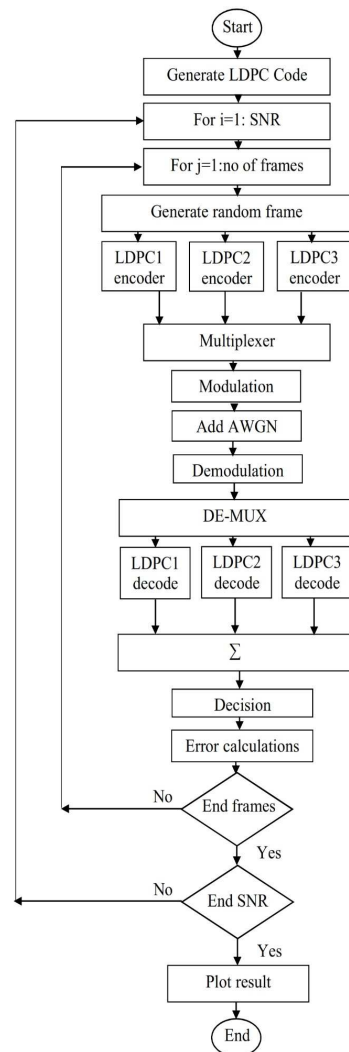 Start
Generate LDPC Code
For i=1: SNR
For j=1:no of frames
Generate random frame
LDPC1
encoder
LDPC2
encoder
LDPC3
encoder
Multiplexer
Modulation
Add AWGN
Demodulation
DE-MUX
LDPC1
decode
LDPC2
decode
LDPC3
decode
Σ
Decision
Error calculations
No
End frames
Yes
No
End SNR
Yes
Plot result
End